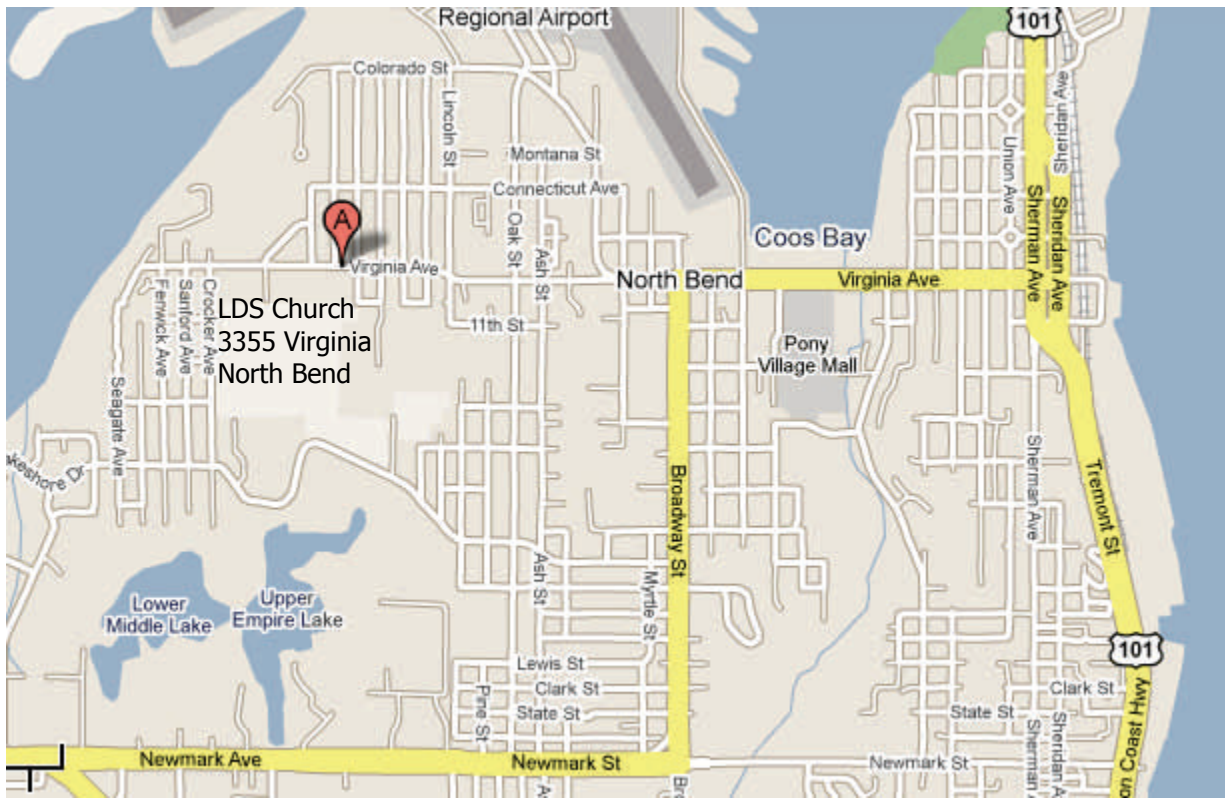 Regional Airport
101
Colorado St
Lincoln St
Sheridan Ave
Montana St
Union Ave
Connecticut Ave
Oak St
Sherman Ave
Sheridan Ave
A
Coos Bay
Ash St
Virginia Ave
North Bend
Virginia Ave
Fenwick Ave
Sanford Ave
Crocker Ave
LDS Church
3355 Virginia
North Bend
11th St
Pony
Village Mall
Seagate Ave
Sherman Ave
Tremont St
Broadway St
Ash St
Myrtle St
Lower
Middle Lake
Upper
Empire Lake
101
Lewis St
Clark St
Pine St
State St
Clark St
State St
Sheridan Ave
Sherman Ave
Coast Hwy
Newmark Ave
Newmark St
Newmark St